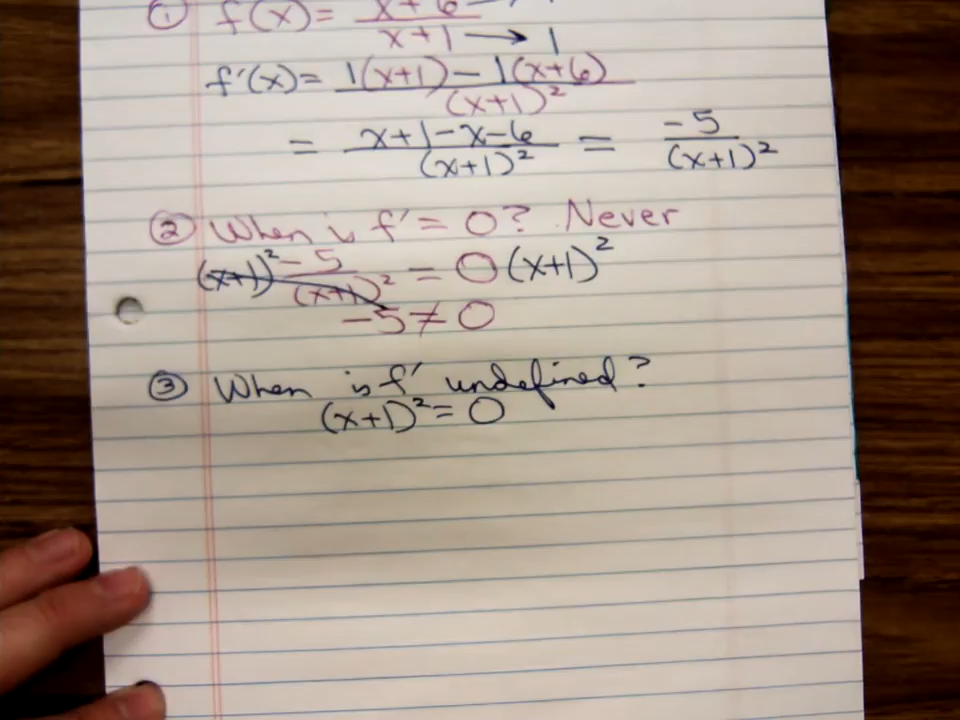 ① f(x) = x+6
x+1 → 1
f'(x) = 1(x+1) - 1(x+6)
(x+1)²
= x+1-x-6 / (x+1)² = -5 / (x+1)²
② When is f' = 0? Never
(x+1)² -5 / (x+1)² = 0 (x+1)²
-5 ≠ 0
③ When is f' undefined?
(x+1)² = 0